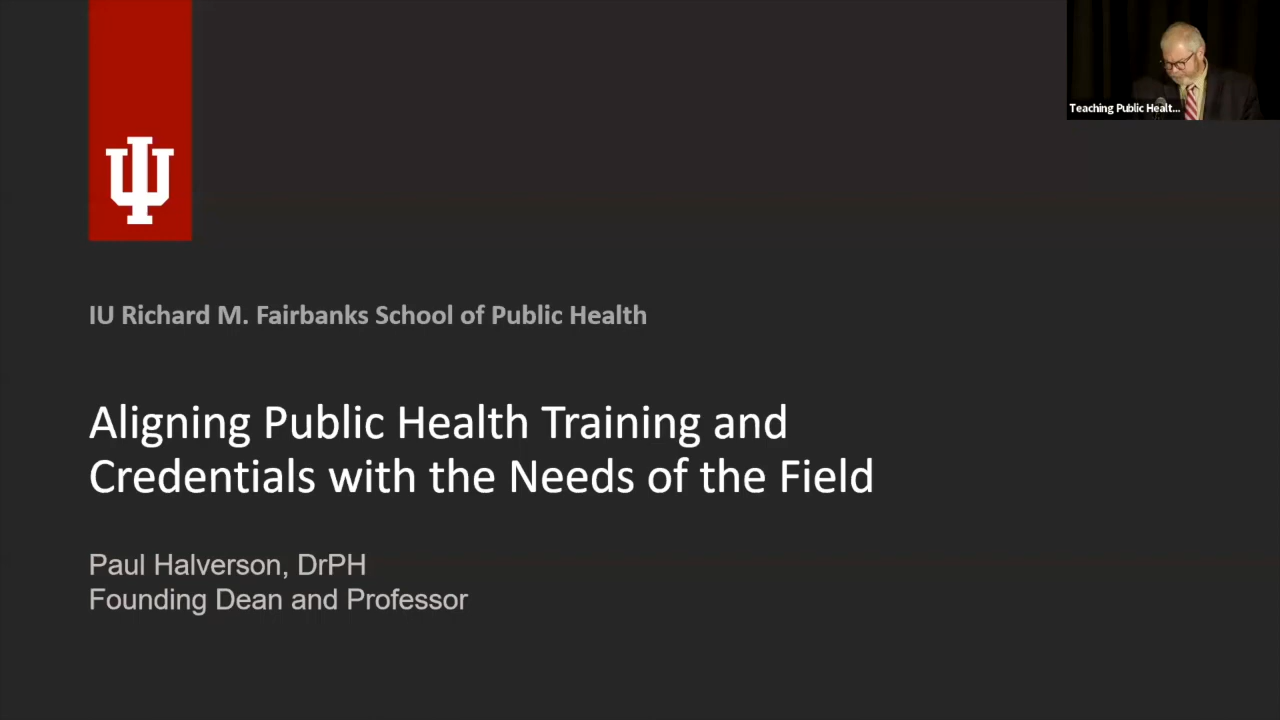 Teaching Public Healt...
IU Richard M. Fairbanks School of Public Health
Aligning Public Health Training and
Credentials with the Needs of the Field
Paul Halverson, DrPH
Founding Dean and Professor